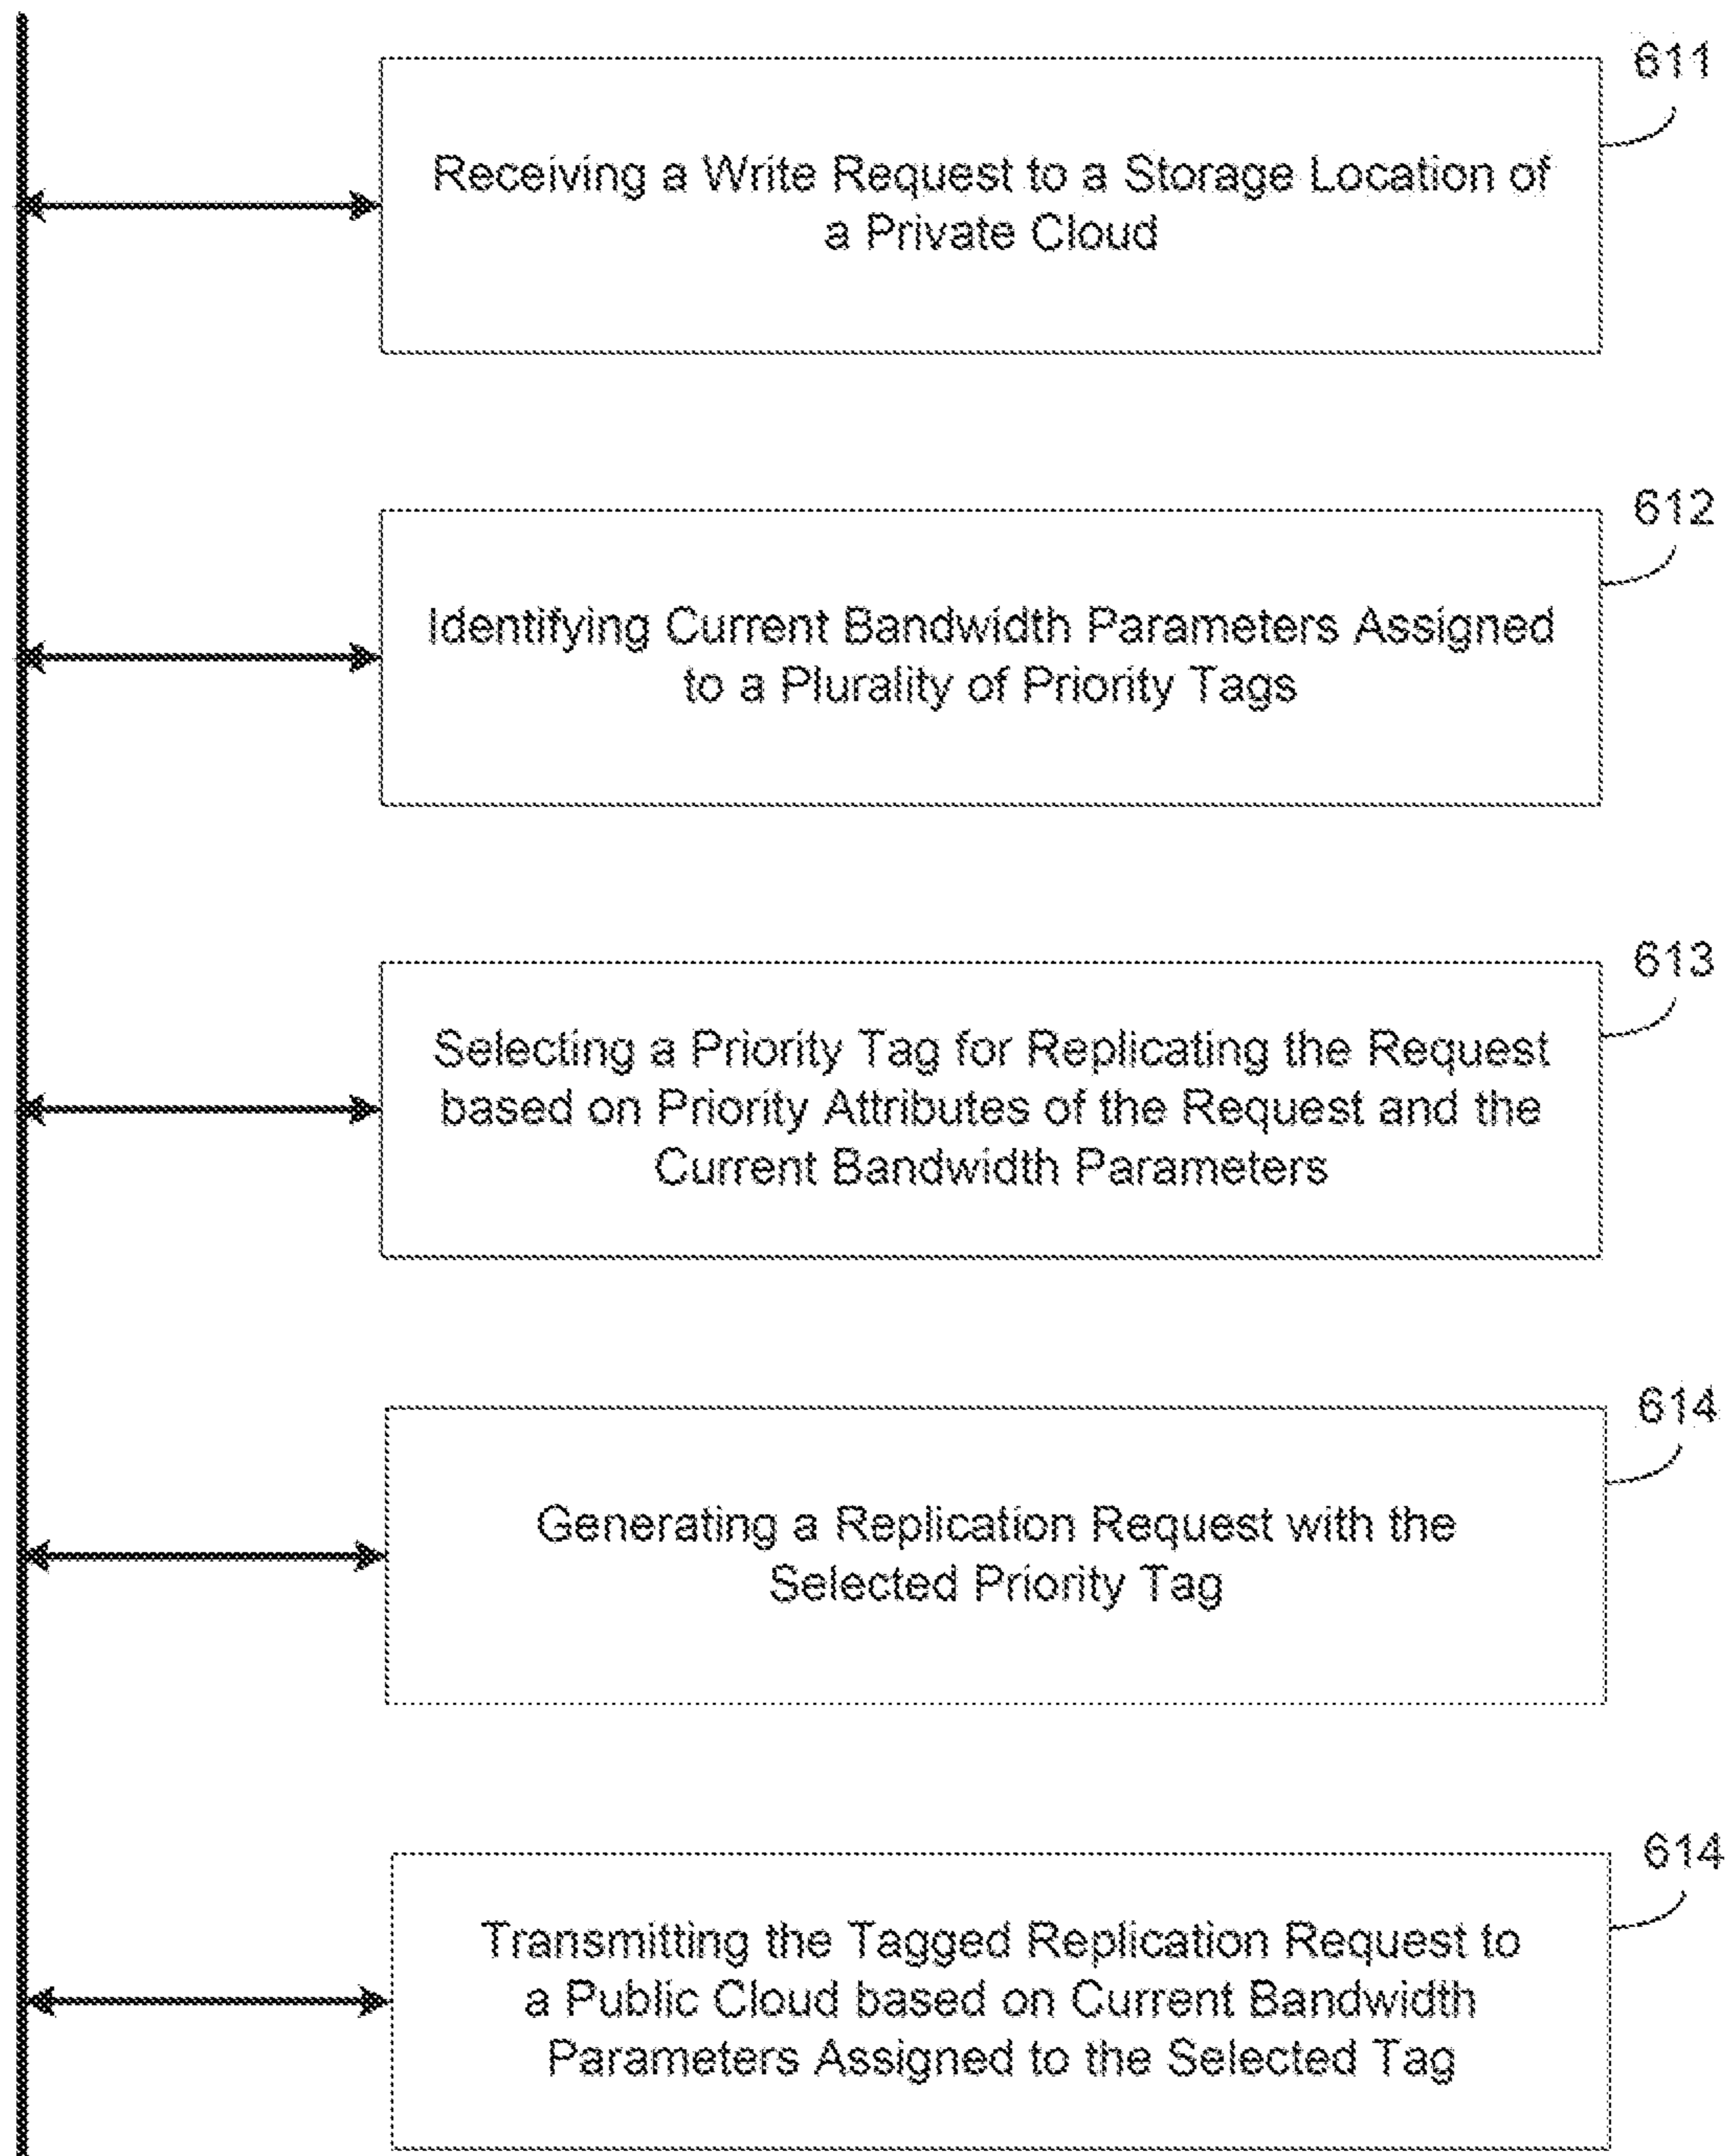 611
Receiving a Write Request to a Storage Location of
a Private Cloud
612
Identifying Current Bandwidth Parameters Assigned
to a Plurality of Priority Tags
613
Selecting a Priority Tag for Replicating the Request
based on Priority Attributes of the Request and the
Current Bandwidth Parameters
614
Generating a Replication Request with the
Selected Priority Tag
614
Transmitting the Tagged Replication Request to
a Public Cloud based on Current Bandwidth
Parameters Assigned to the Selected Tag